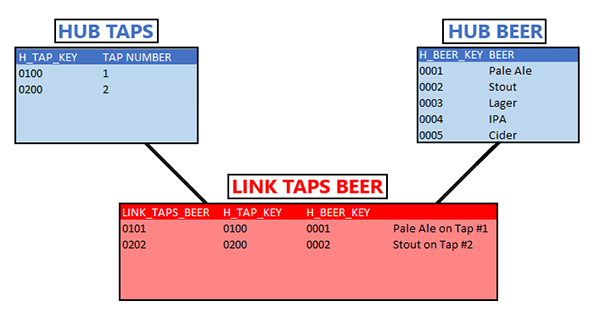 HUB TAPS
H_TAP_KEY TAP NUMBER
0100 1
0200 2
HUB BEER
H_BEER_KEY BEER
0001 Pale Ale
0002 Stout
0003 Lager
0004 IPA
0005 Cider
LINK TAPS BEER
LINK_TAPS_BEER H_TAP_KEY H_BEER_KEY
0101 0100 0001 Pale Ale on Tap #1
0202 0200 0002 Stout on Tap #2